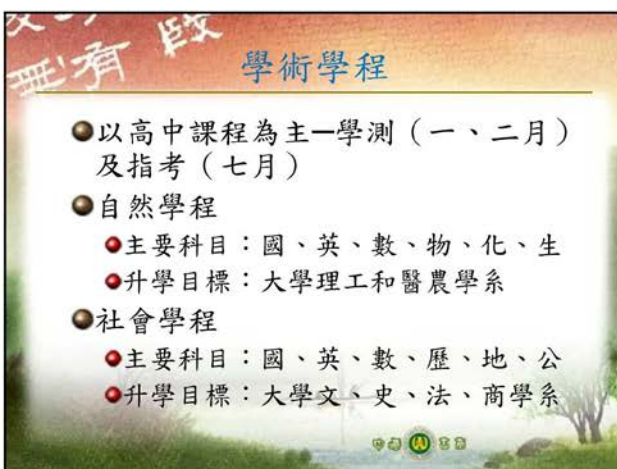 學術學程
以高中課程為主─學測（一、二月）
及指考（七月）
自然學程
主要科目：國、英、數、物、化、生
升學目標：大學理工和醫農學系
社會學程
主要科目：國、英、數、歷、地、公
升學目標：大學文、史、法、商學系